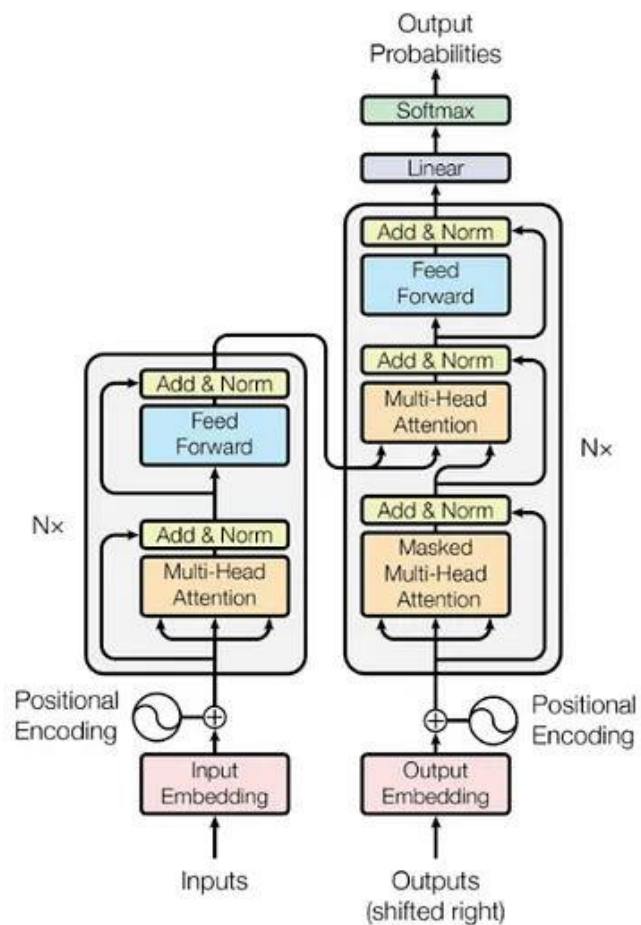 Output
Probabilities
Softmax
Linear
Add & Norm
Feed
Forward
Add & Norm
Multi-Head
Attention
Nx
Add & Norm
Masked
Multi-Head
Attention
Add & Norm
Feed
Forward
Nx
Add & Norm
Multi-Head
Attention
Positional
Encoding
Positional
Encoding
Input
Embedding
Output
Embedding
Inputs
Outputs
(shifted right)